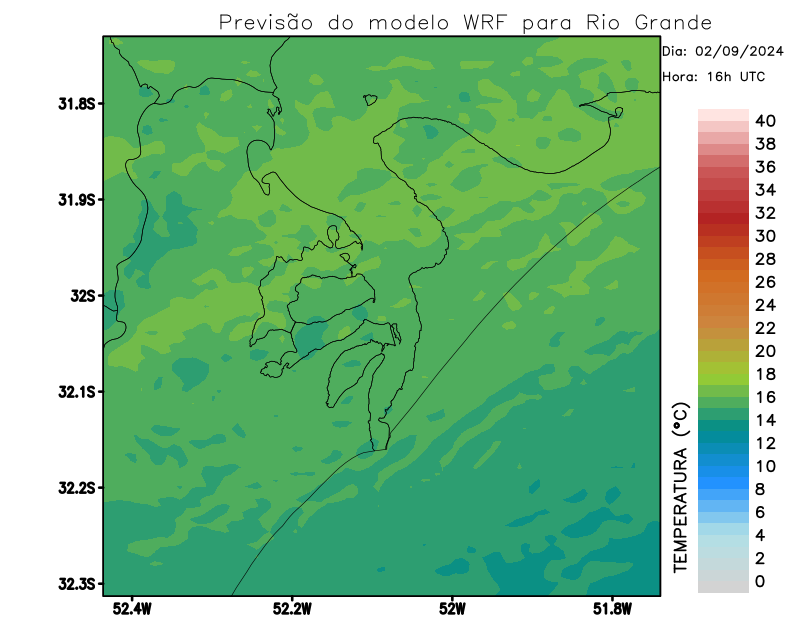 Previsão do modelo WRF para Rio Grande
Dia: 02/09/2024
Hora: 16h UTC
31.8S
31.9S
32S
32.1S
32.2S
32.3S
52.4W
52.2W
52W
51.8W
TEMPERATURA (°C)
40
38
36
34
32
30
28
26
24
22
20
18
16
14
12
10
8
6
4
2
0